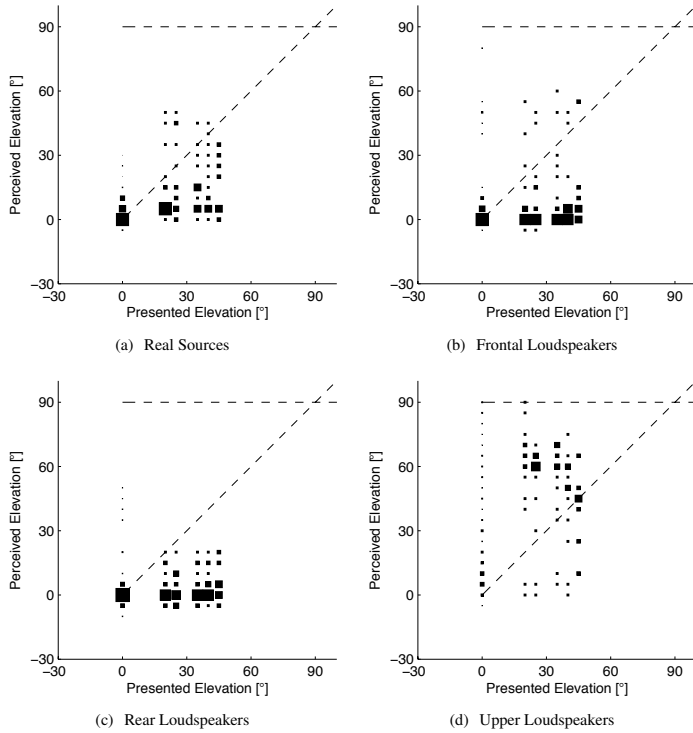 90
60
30
0
−30
−30 0 30 60 90
Presented Elevation [°]
Perceived Elevation [°]
(a) Real Sources
90
60
30
0
−30
−30 0 30 60 90
Presented Elevation [°]
Perceived Elevation [°]
(b) Frontal Loudspeakers
90
60
30
0
−30
−30 0 30 60 90
Presented Elevation [°]
Perceived Elevation [°]
(c) Rear Loudspeakers
90
60
30
0
−30
−30 0 30 60 90
Presented Elevation [°]
Perceived Elevation [°]
(d) Upper Loudspeakers